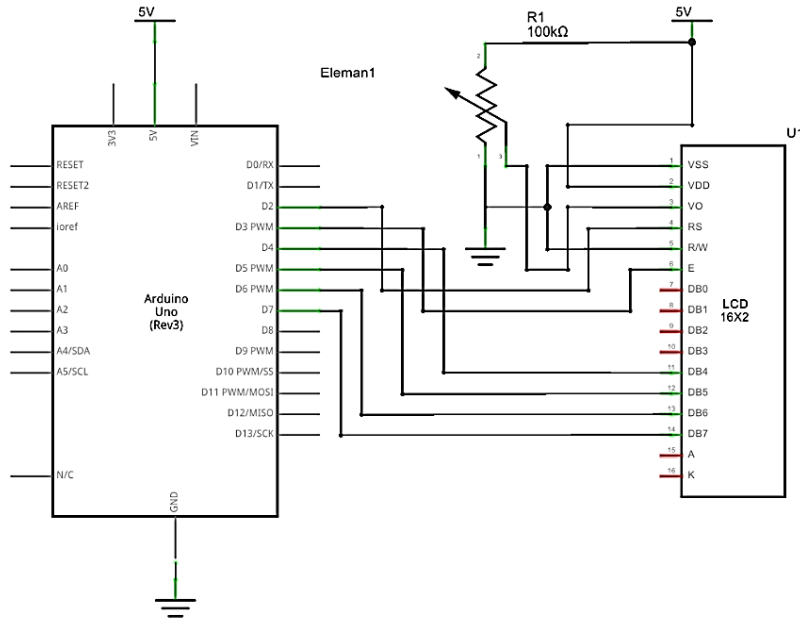 5V
R1
100kΩ
5V
Eleman1
U1
3V3
5V
VIN
RESET
RESET2
AREF
ioref
A0
A1
A2
A3
A4/SDA
A5/SCL
N/C
Arduino
Uno
(Rev3)
D0/RX
D1/TX
D2
D3 PWM
D4
D5 PWM
D6 PWM
D7
D8
D9 PWM
D10 PWM/SS
D11 PWM/MOSI
D12/MISO
D13/SCK
GND
2
1
3
1 VSS
2 VDD
3 VO
4 RS
5 R/W
6 E
7 DB0
8 DB1
9 DB2
10 DB3
11 DB4
12 DB5
13 DB6
14 DB7
15 A
16 K
LCD
16X2